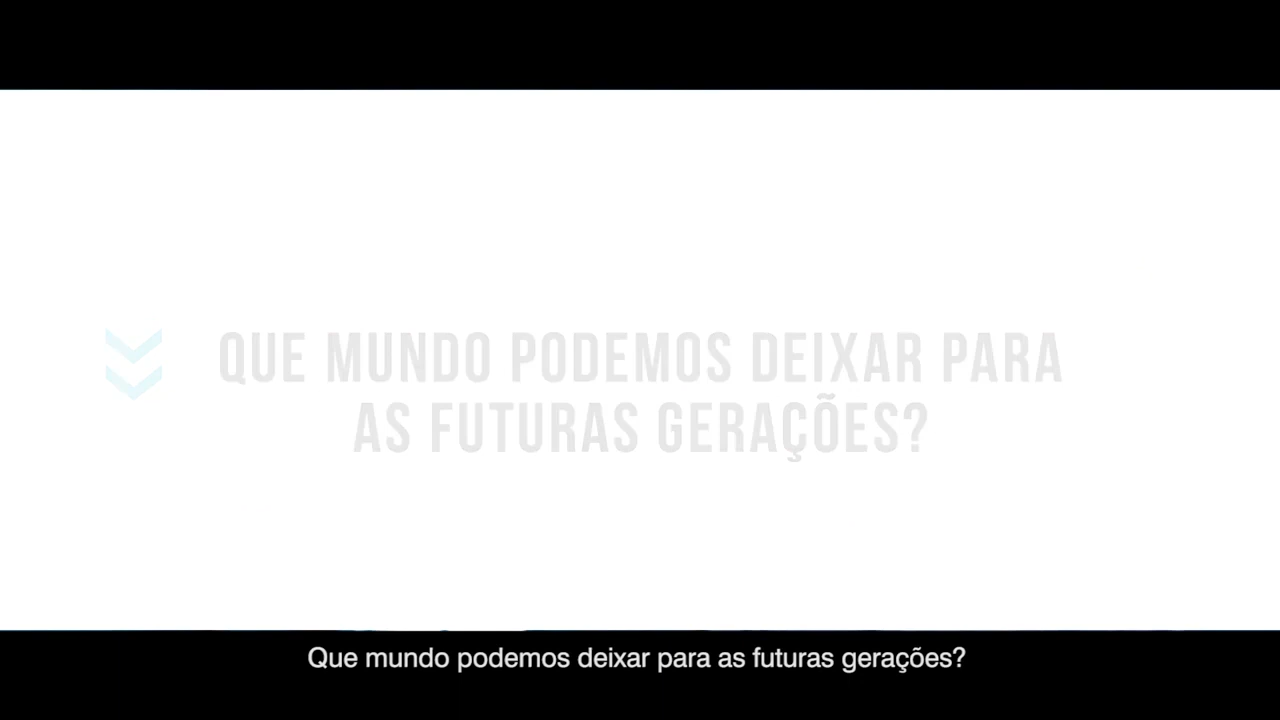 QUE MUNDO PODEMOS DEIXAR PARA
AS FUTURAS GERAÇÕES?
Que mundo podemos deixar para as futuras gerações?